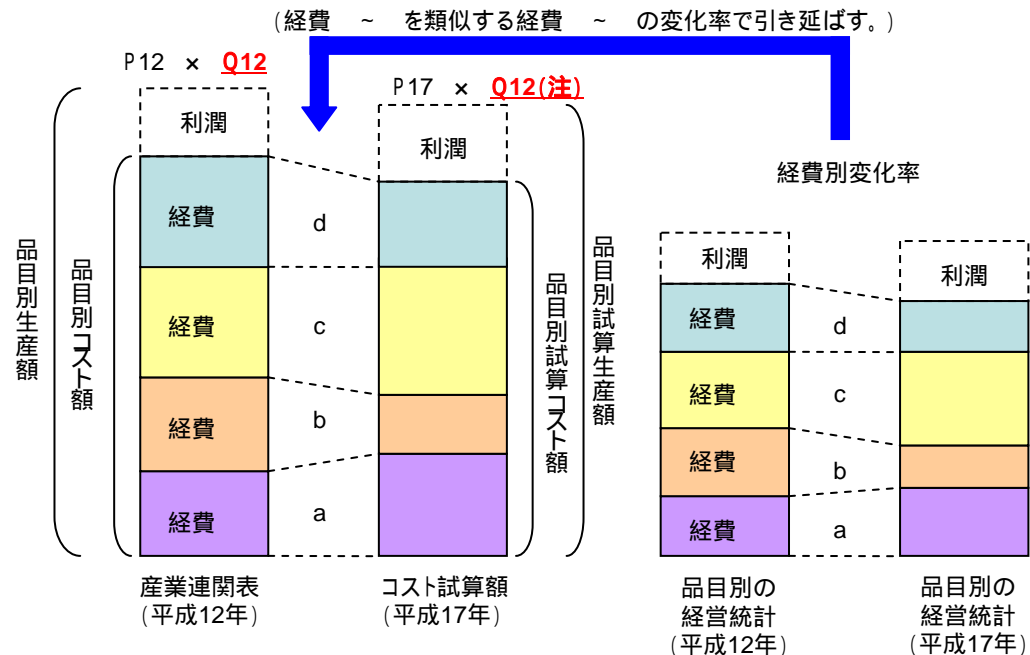 (経費　～　を類似する経費　～　の変化率で引き延ばす。)
P12 × Q12
P17 × Q12(注)
利潤
利潤
経費別変化率
品目別生産額
品目別コスト額
経費
経費
経費
経費
d
c
b
a
品目別試算コスト額
品目別試算生産額
利潤
利潤
経費
経費
経費
経費
d
c
b
a
産業連関表
(平成12年)
コスト試算額
(平成17年)
品目別の
経営統計
(平成12年)
品目別の
経営統計
(平成17年)